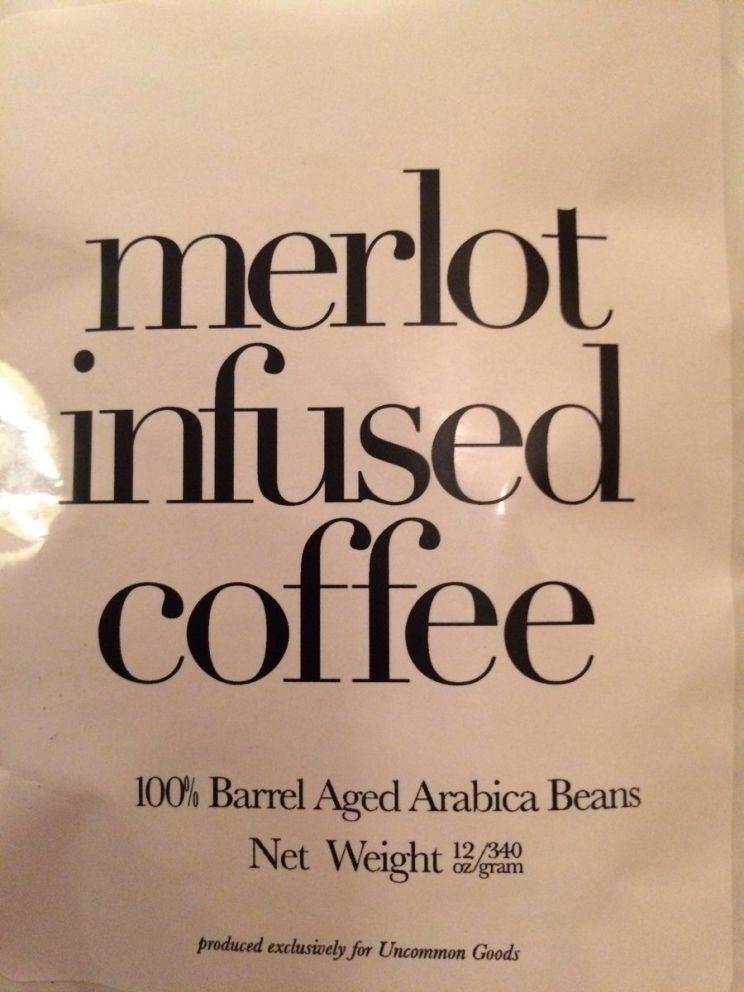 merlot
infused
coffee
100% Barrel Aged Arabica Beans
Net Weight 12/340
oz/gram
produced exclusively for Uncommon Goods